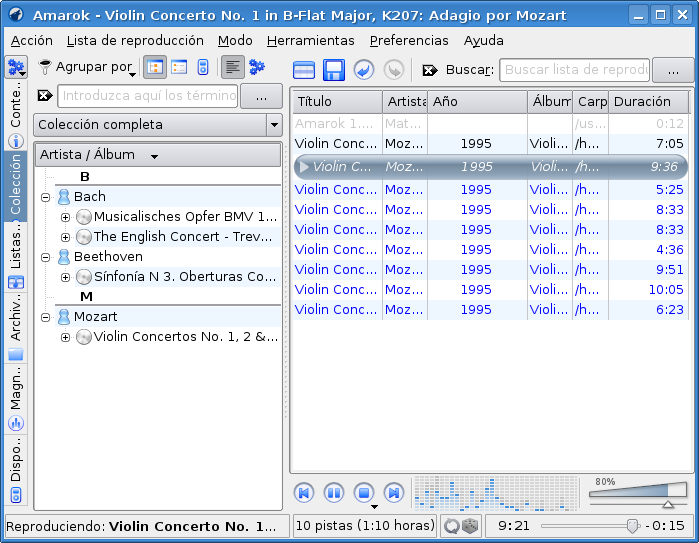 Amarok - Violin Concerto No. 1 in B-Flat Major, K207: Adagio por Mozart
Acción Lista de reproducción Modo Herramientas Preferencias Ayuda
Agrupar por
Buscar: Buscar lista de reprodu
...
Introduzca aquí los término
...
Colección completa
Artista / Álbum
B
Bach
Musicalisches Opfer BMV 1...
The English Concert - Trev...
Beethoven
Sínfonía N 3. Oberturas Co...
M
Mozart
Violin Concertos No. 1, 2 &...
Conte..
Colección
Listas..
Archiv..
Magn..
Dispo..
Título Artista Año Álbum Carp Duración
Amarok 1.... Mat... /us... 0:12
Violin Conc... Moz... 1995 Violi... /h... 7:05
Violin C... Moz... 1995 Violi... /h... 9:36
Violin Conc... Moz... 1995 Violi... /h... 5:25
Violin Conc... Moz... 1995 Violi... /h... 8:33
Violin Conc... Moz... 1995 Violi... /h... 8:33
Violin Conc... Moz... 1995 Violi... /h... 4:36
Violin Conc... Moz... 1995 Violi... /h... 9:51
Violin Conc... Moz... 1995 Violi... /h... 10:05
Violin Conc... Moz... 1995 Violi... /h... 6:23
80%
Reproduciendo: Violin Concerto No. 1... 10 pistas (1:10 horas) 9:21 -0:15